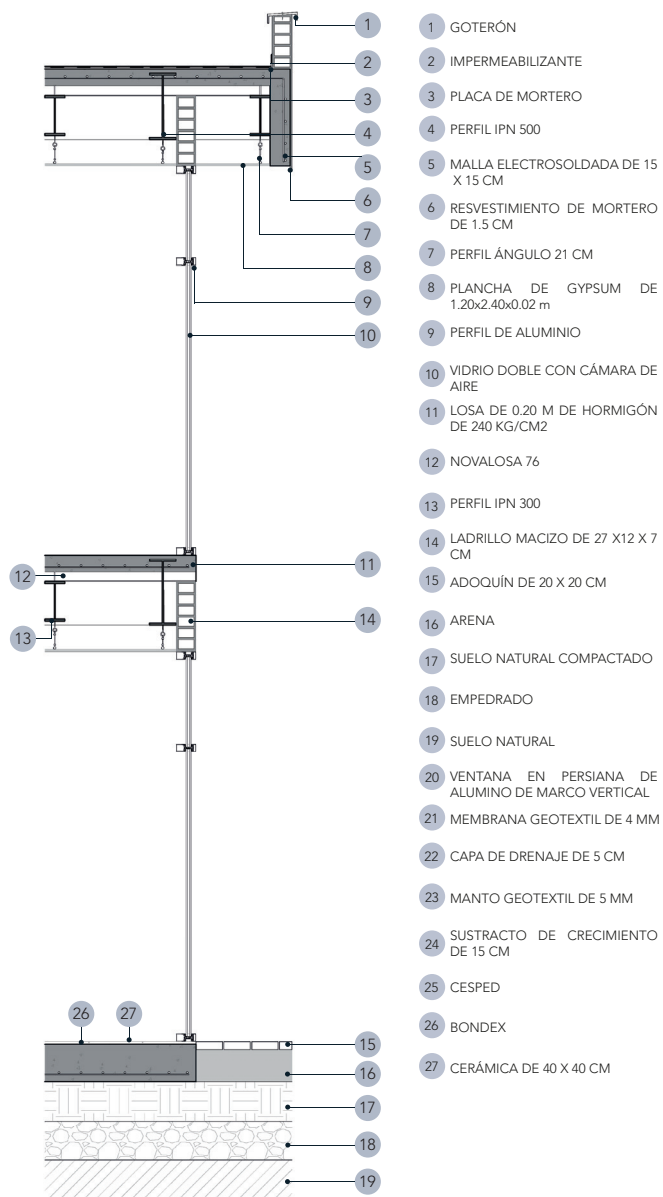 1
2
3
4
5
6
7
8
9
10
12
11
13
14
26
27
15
16
17
18
19
1 GOTERÓN
2 IMPERMEABILIZANTE
3 PLACA DE MORTERO
4 PERFIL IPN 500
5 MALLA ELECTROSOLDADA DE 15
X 15 CM
6 RESVESTIMIENTO DE MORTERO
DE 1.5 CM
7 PERFIL ÁNGULO 21 CM
8 PLANCHA DE GYPSUM DE
1.20x2.40x0.02 m
9 PERFIL DE ALUMINIO
10 VIDRIO DOBLE CON CÁMARA DE
AIRE
11 LOSA DE 0.20 M DE HORMIGÓN
DE 240 KG/CM2
12 NOVALOSA 76
13 PERFIL IPN 300
14 LADRILLO MACIZO DE 27 X12 X 7
CM
15 ADOQUÍN DE 20 X 20 CM
16 ARENA
17 SUELO NATURAL COMPACTADO
18 EMPEDRADO
19 SUELO NATURAL
20 VENTANA EN PERSIANA DE
ALUMINO DE MARCO VERTICAL
21 MEMBRANA GEOTEXTIL DE 4 MM
22 CAPA DE DRENAJE DE 5 CM
23 MANTO GEOTEXTIL DE 5 MM
24 SUSTRACTO DE CRECIMIENTO
DE 15 CM
25 CESPED
26 BONDEX
27 CERÁMICA DE 40 X 40 CM